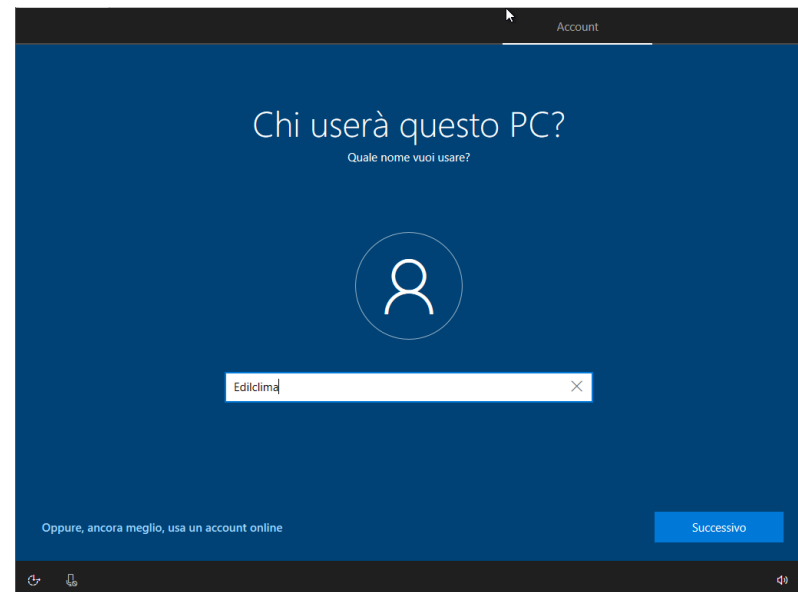 Account
Chi userà questo PC?
Quale nome vuoi usare?
Edilclima
Oppure, ancora meglio, usa un account online
Successivo